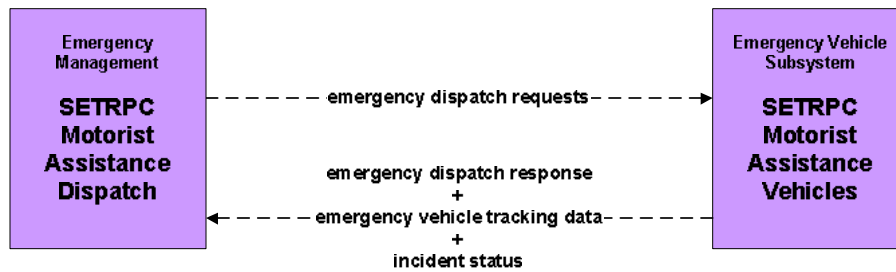 Emergency
Management
SETRPC
Motorist
Assistance
Dispatch
emergency dispatch requests
emergency dispatch response
+
emergency vehicle tracking data
+
incident status
Emergency Vehicle
Subsystem
SETRPC
Motorist
Assistance
Vehicles